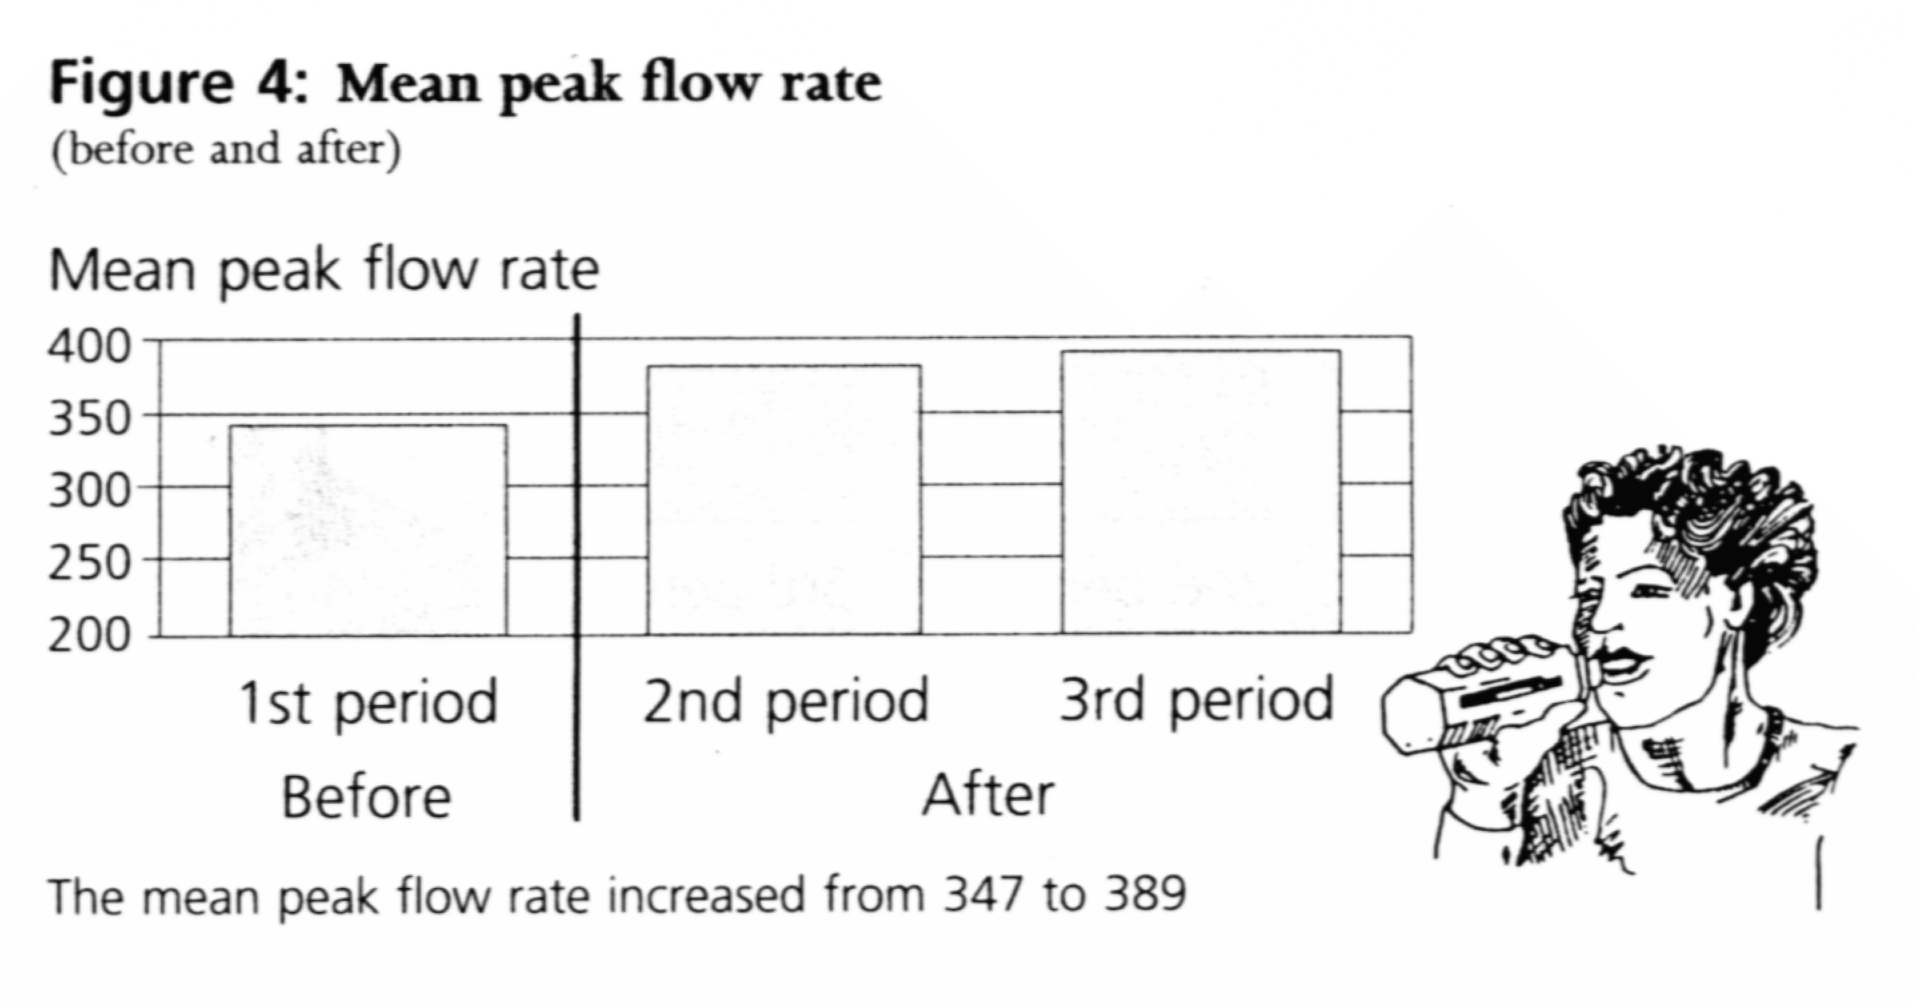 Figure 4: Mean peak flow rate
(before and after)
Mean peak flow rate
400
350
300
250
200
1st period 2nd period 3rd period
Before After
The mean peak flow rate increased from 347 to 389